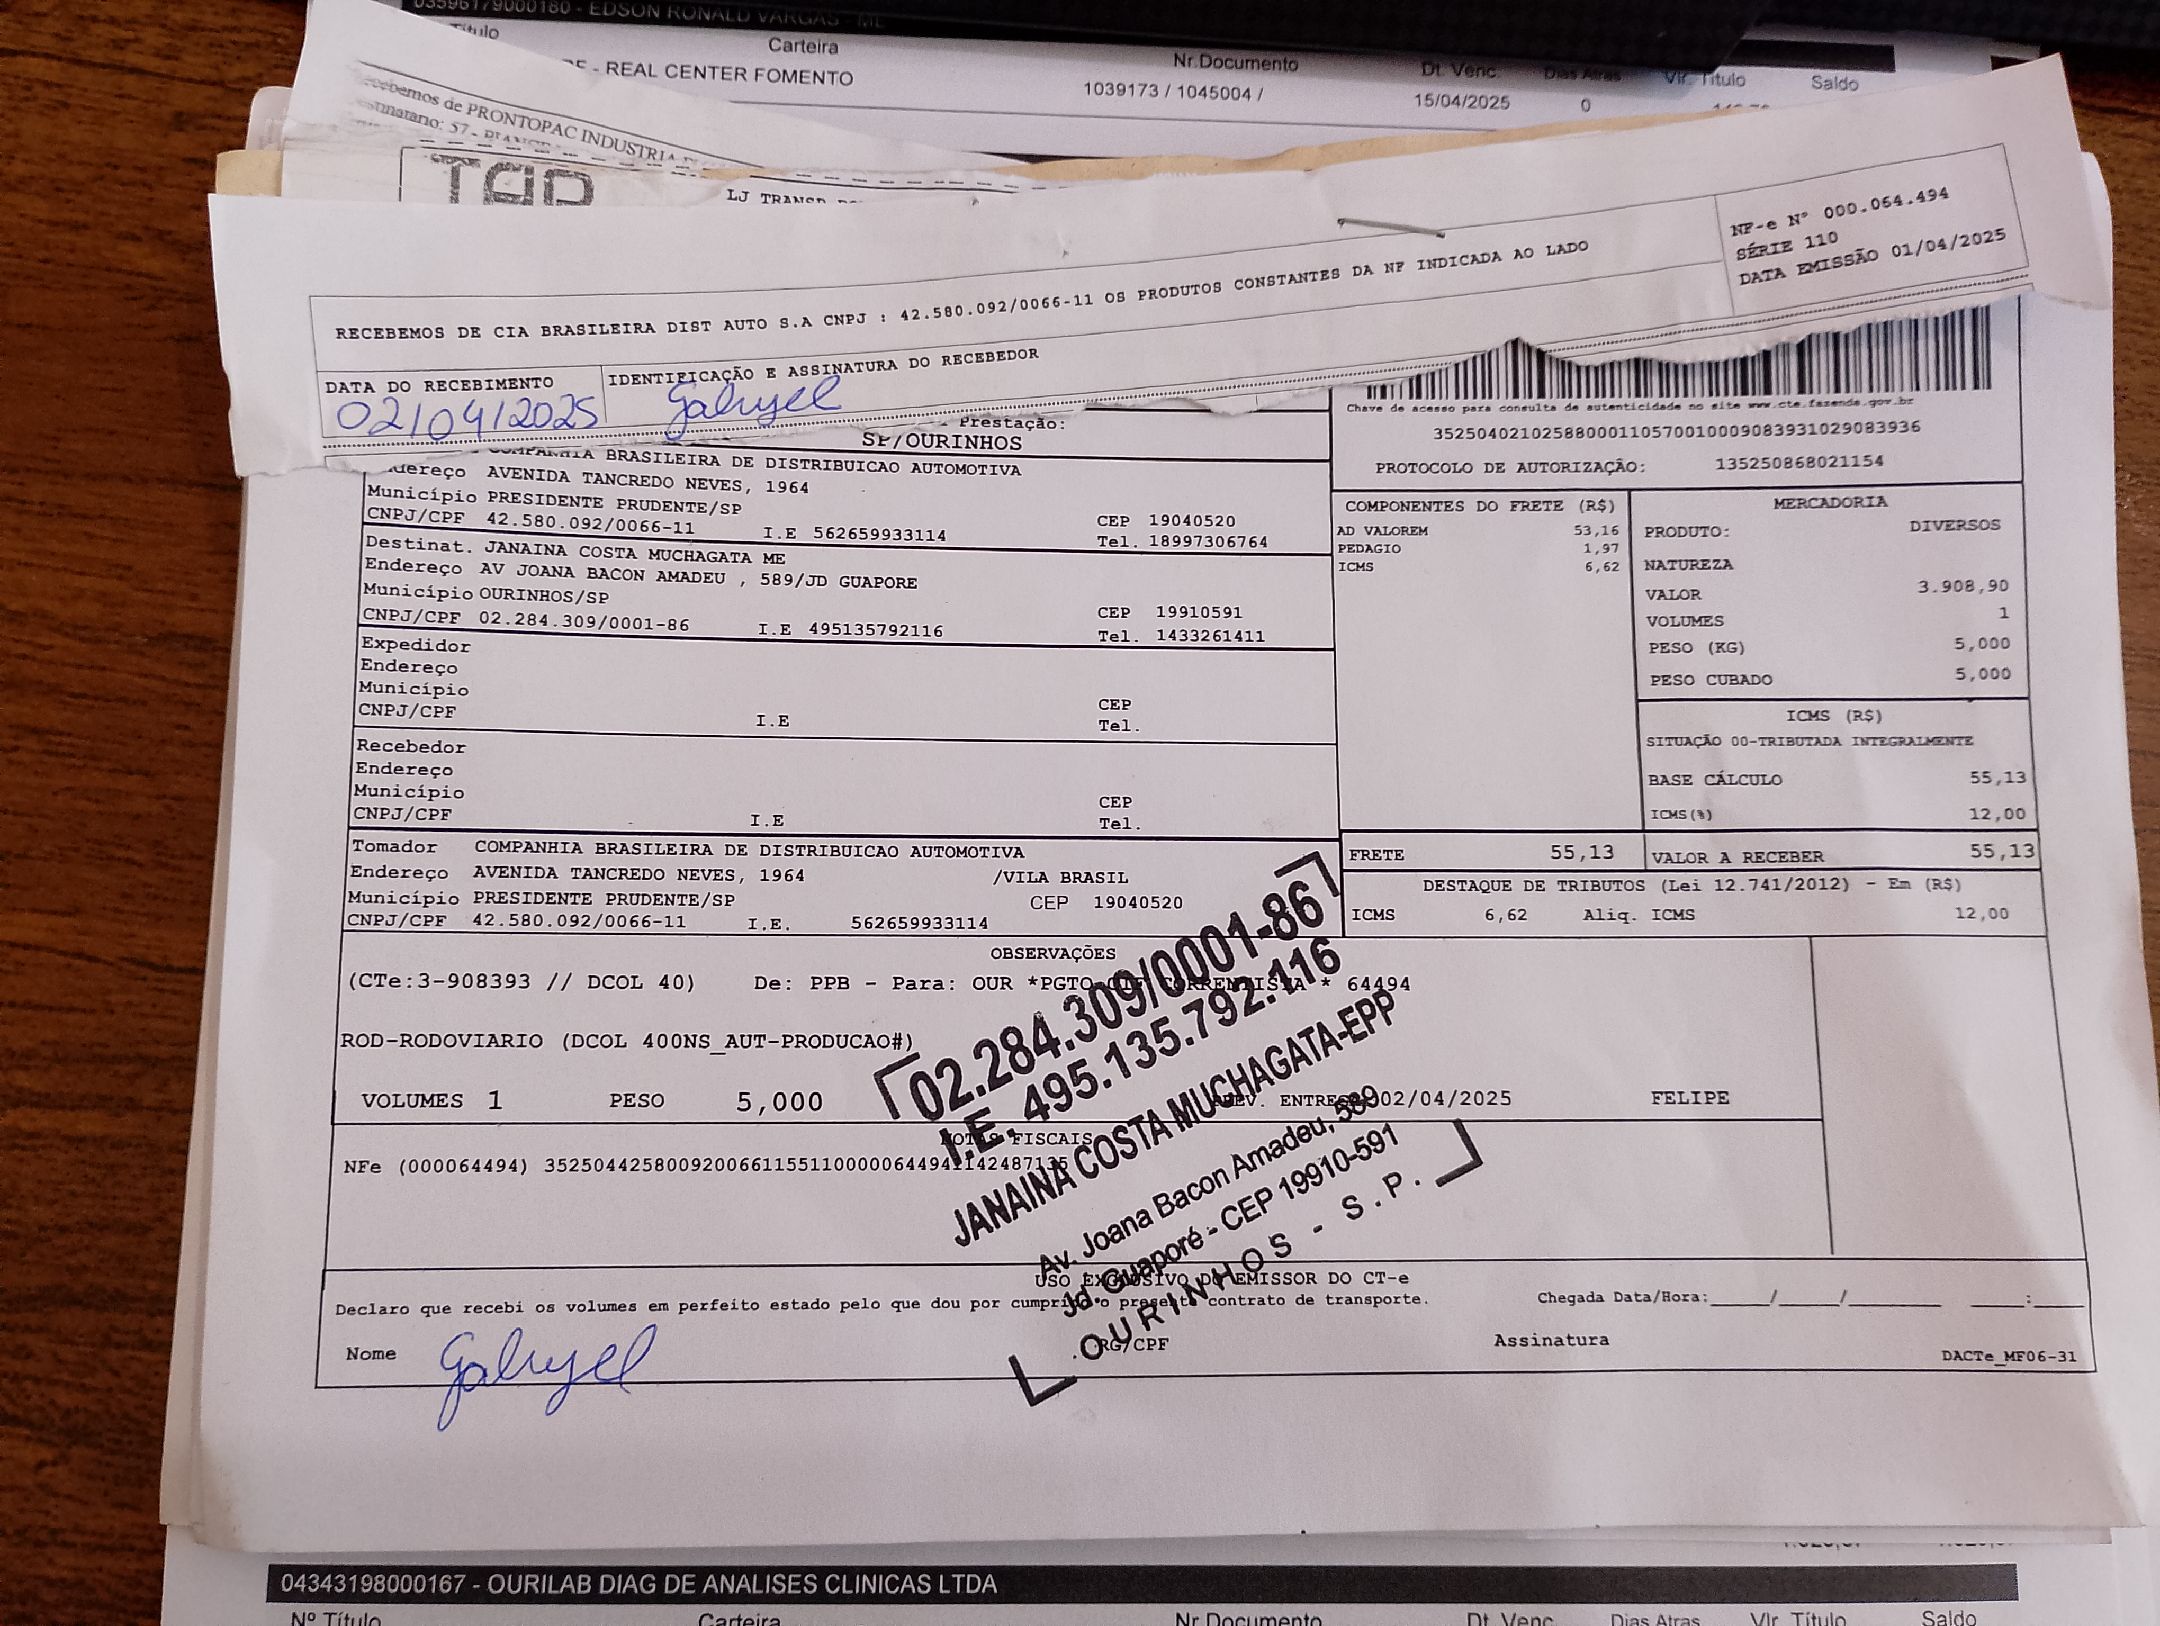 03596179000180 - EDSON RONALD VARGAS - ME
Título Carteira Nr.Documento Dt. Venc. Dias Atras Vlr. Título Saldo
- REAL CENTER FOMENTO 1039173 / 1045004 / 15/04/2025 0
Recebemos de PRONTOPAC INDUSTRIA
LJ TRANSP
RECEBEMOS DE CIA BRASILEIRA DIST AUTO S.A CNPJ : 42.580.092/0066-11 OS PRODUTOS CONSTANTES DA NF INDICADA AO LADO
NF-e Nº 000.064.494
SÉRIE 110
DATA EMISSÃO 01/04/2025
DATA DO RECEBIMENTO IDENTIFICAÇÃO E ASSINATURA DO RECEBEDOR
02/04/2025 Gabryel
Prestação:
SP/OURINHOS
COMPANHIA BRASILEIRA DE DISTRIBUICAO AUTOMOTIVA
Endereço AVENIDA TANCREDO NEVES, 1964
Município PRESIDENTE PRUDENTE/SP CEP 19040520
CNPJ/CPF 42.580.092/0066-11 I.E 562659933114 Tel. 18997306764
Destinat. JANAINA COSTA MUCHAGATA ME
Endereço AV JOANA BACON AMADEU , 589/JD GUAPORE
Município OURINHOS/SP CEP 19910591
CNPJ/CPF 02.284.309/0001-86 I.E 495135792116 Tel. 1433261411
Expedidor
Endereço
Município CEP
CNPJ/CPF I.E Tel.
Recebedor
Endereço
Município CEP
CNPJ/CPF I.E Tel.
Tomador COMPANHIA BRASILEIRA DE DISTRIBUICAO AUTOMOTIVA
Endereço AVENIDA TANCREDO NEVES, 1964 /VILA BRASIL
Município PRESIDENTE PRUDENTE/SP CEP 19040520
CNPJ/CPF 42.580.092/0066-11 I.E. 562659933114
Chave de acesso para consulta de autenticidade no site www.cte.fazenda.gov.br
35250402102588000110570010009083931029083936
PROTOCOLO DE AUTORIZAÇÃO: 135250868021154
COMPONENTES DO FRETE (R$)
AD VALOREM 53,16
PEDAGIO 1,97
ICMS 6,62
MERCADORIA
PRODUTO: DIVERSOS
NATUREZA
VALOR 3.908,90
VOLUMES 1
PESO (KG) 5,000
PESO CUBADO 5,000
ICMS (R$)
SITUAÇÃO 00-TRIBUTADA INTEGRALMENTE
BASE CÁLCULO 55,13
ICMS(%) 12,00
FRETE 55,13 VALOR A RECEBER 55,13
DESTAQUE DE TRIBUTOS (Lei 12.741/2012) - Em (R$)
ICMS 6,62 Aliq. ICMS 12,00
OBSERVAÇÕES
(CTe:3-908393 // DCOL 40) De: PPB - Para: OUR *PGTO CIF CORRENTISTA * 64494
ROD-RODOVIARIO (DCOL 400NS_AUT-PRODUCAO#)
VOLUMES 1 PESO 5,000 PREV. ENTREGA 02/04/2025 FELIPE
NOTAS FISCAIS
NFe (000064494) 35250442580092006611551100000644941142487135
02.284.309/0001-86
I.E. 495.135.792.116
JANAINA COSTA MUCHAGATA-EPP
Av. Joana Bacon Amadeu, 589
Jd. Guaporé - CEP 19910-591
OURINHOS - S.P.
USO EXCLUSIVO DO EMISSOR DO CT-e
Declaro que recebi os volumes em perfeito estado pelo que dou por cumprido o presente contrato de transporte. Chegada Data/Hora:____/____/______ ____:____
Nome Gabryel RG/CPF Assinatura
DACTe_MF06-31
04343198000167 - OURILAB DIAG DE ANALISES CLINICAS LTDA
Nº Título Carteira Nr.Documento Dt. Venc. Dias Atras Vlr. Título Saldo